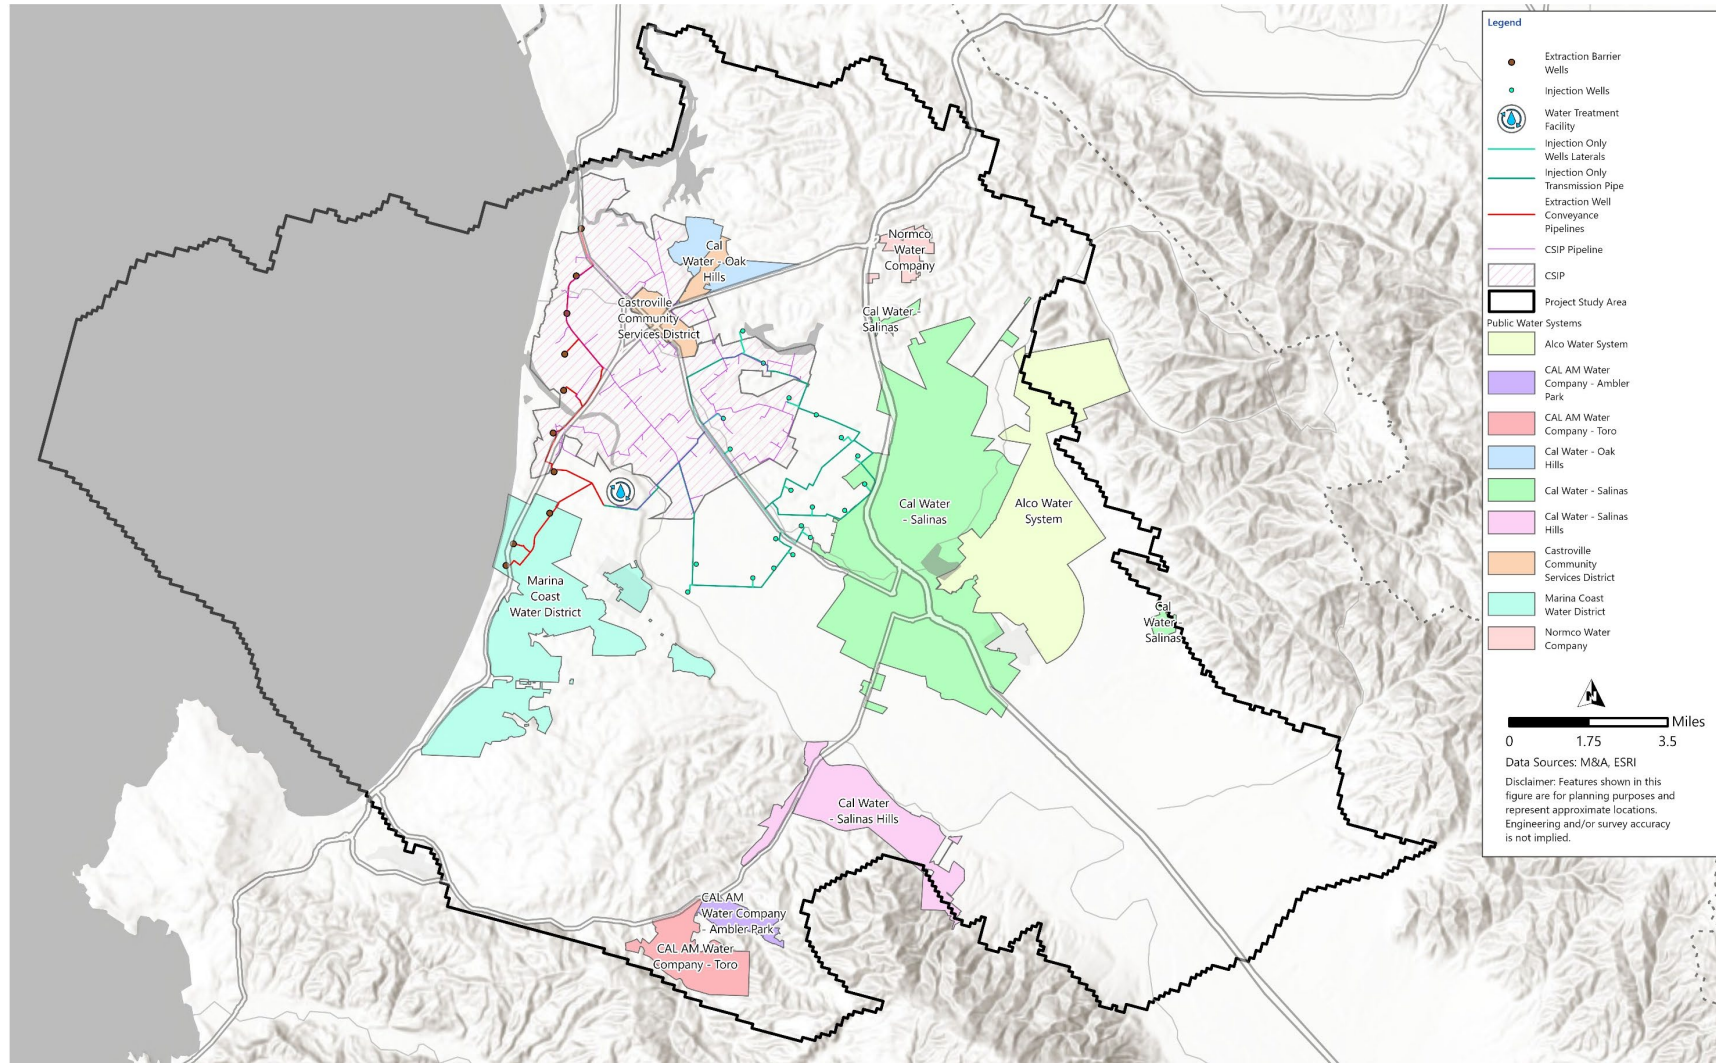 Cal
Water - Oak
Hills
Normco
Water
Company
Castroville
Community
Services District
Cal Water -
Salinas
Cal Water
- Salinas
Alco Water
System
Marina
Coast
Water District
Cal
Water -
Salinas
Cal Water
- Salinas Hills
CAL AM
Water Company
- Ambler Park
CAL AM Water
Company - Toro
Legend
Extraction Barrier
Wells
Injection Wells
Water Treatment
Facility
Injection Only
Wells Laterals
Injection Only
Transmission Pipe
Extraction Well
Conveyance
Pipelines
CSIP Pipeline
CSIP
Project Study Area
Public Water Systems
Alco Water System
CAL AM Water
Company - Ambler
Park
CAL AM Water
Company - Toro
Cal Water - Oak
Hills
Cal Water - Salinas
Cal Water - Salinas
Hills
Castroville
Community
Services District
Marina Coast
Water District
Normco Water
Company
N
Miles
0 1.75 3.5
Data Sources: M&A, ESRI
Disclaimer: Features shown in this
figure are for planning purposes and
represent approximate locations.
Engineering and/or survey accuracy
is not implied.